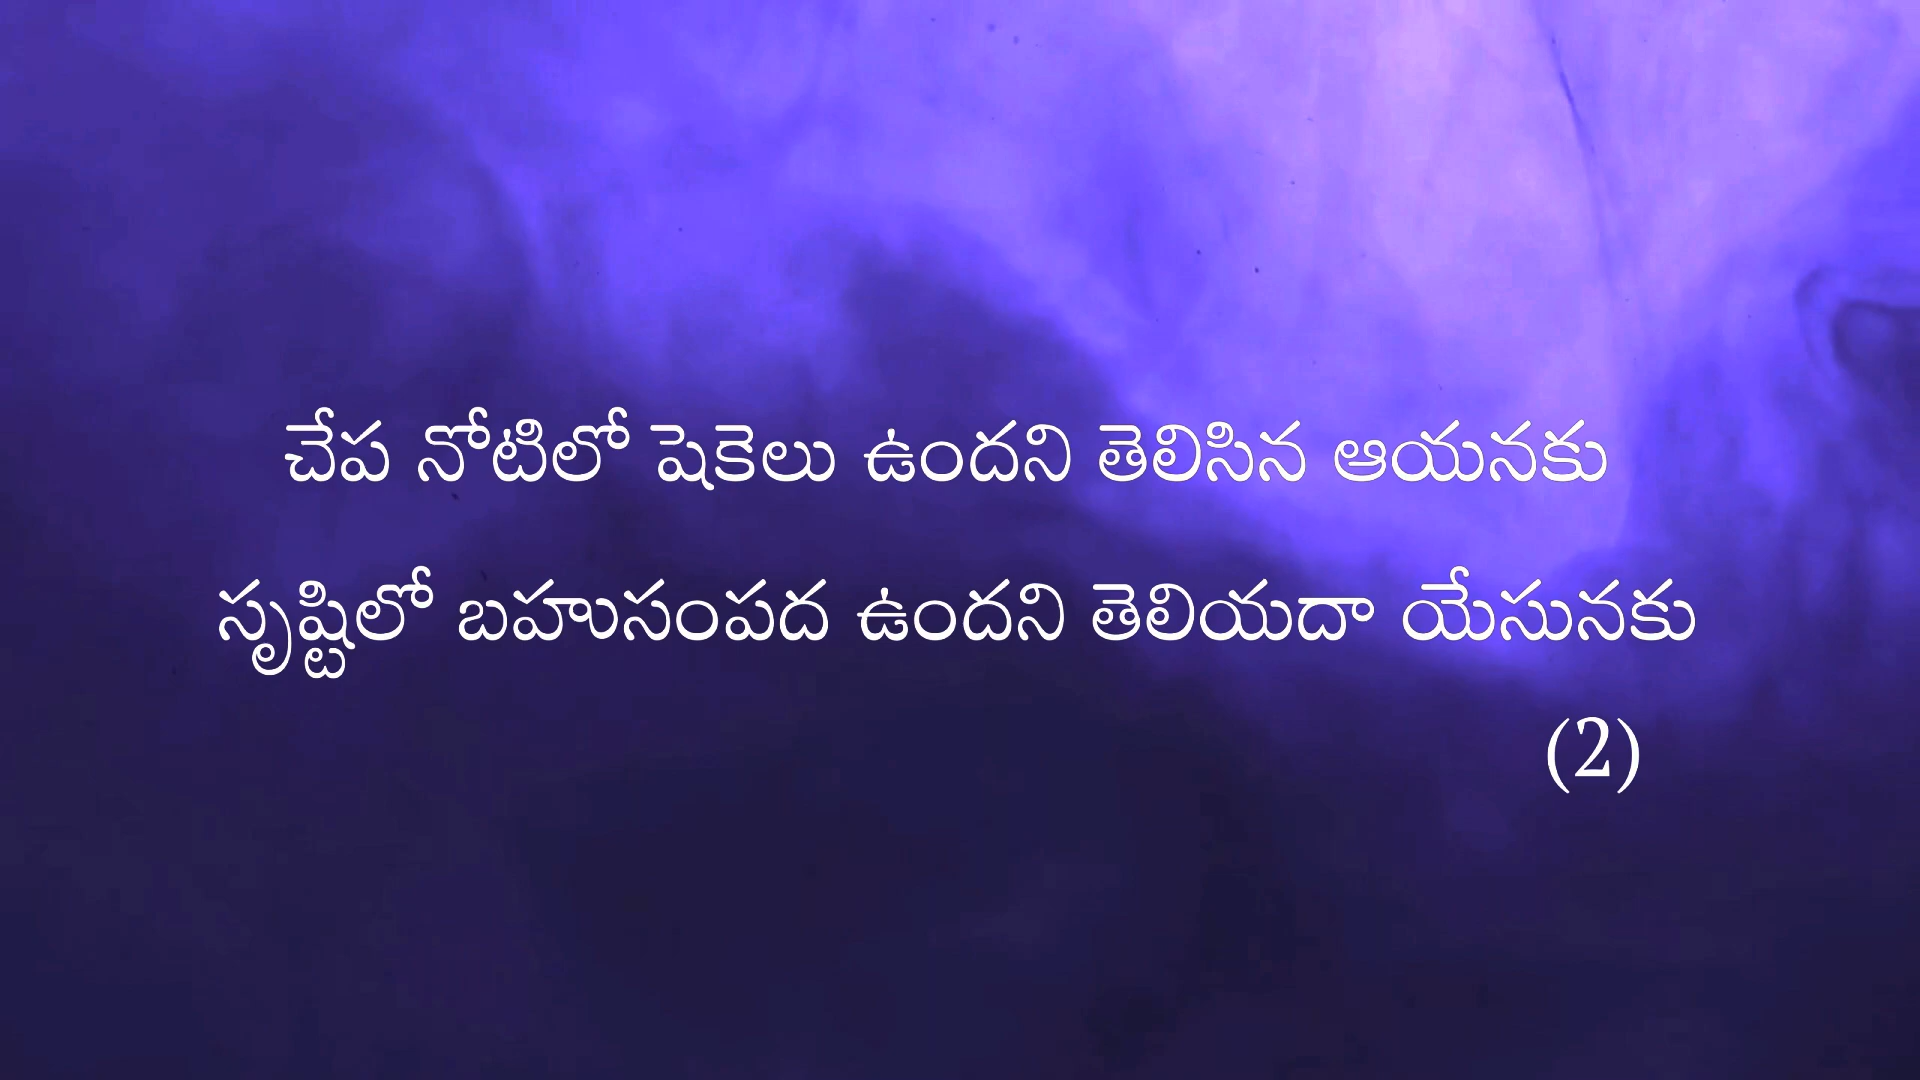 చేప నోటిలో షెకెలు ఉందని తెలిసిన ఆయనకు
సృష్టిలో బహుసంపద ఉందని తెలియదా యేసునకు
(2)